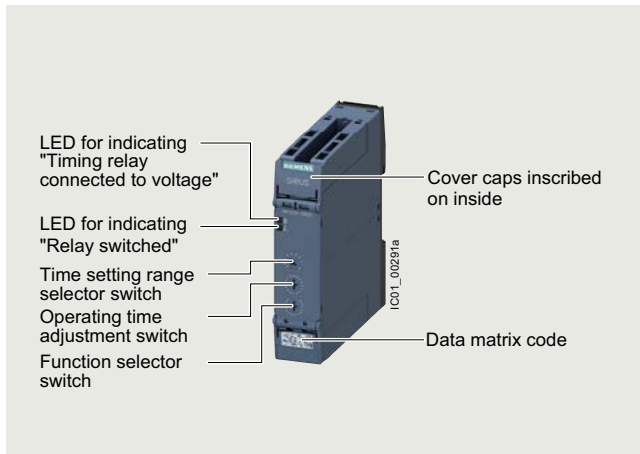 LED for indicating
"Timing relay
connected to voltage"
LED for indicating
"Relay switched"
Time setting range
selector switch
Operating time
adjustment switch
Function selector
switch
SIEMENS
SIRIUS
Cover caps inscribed
on inside
IC01_00291a
Data matrix code